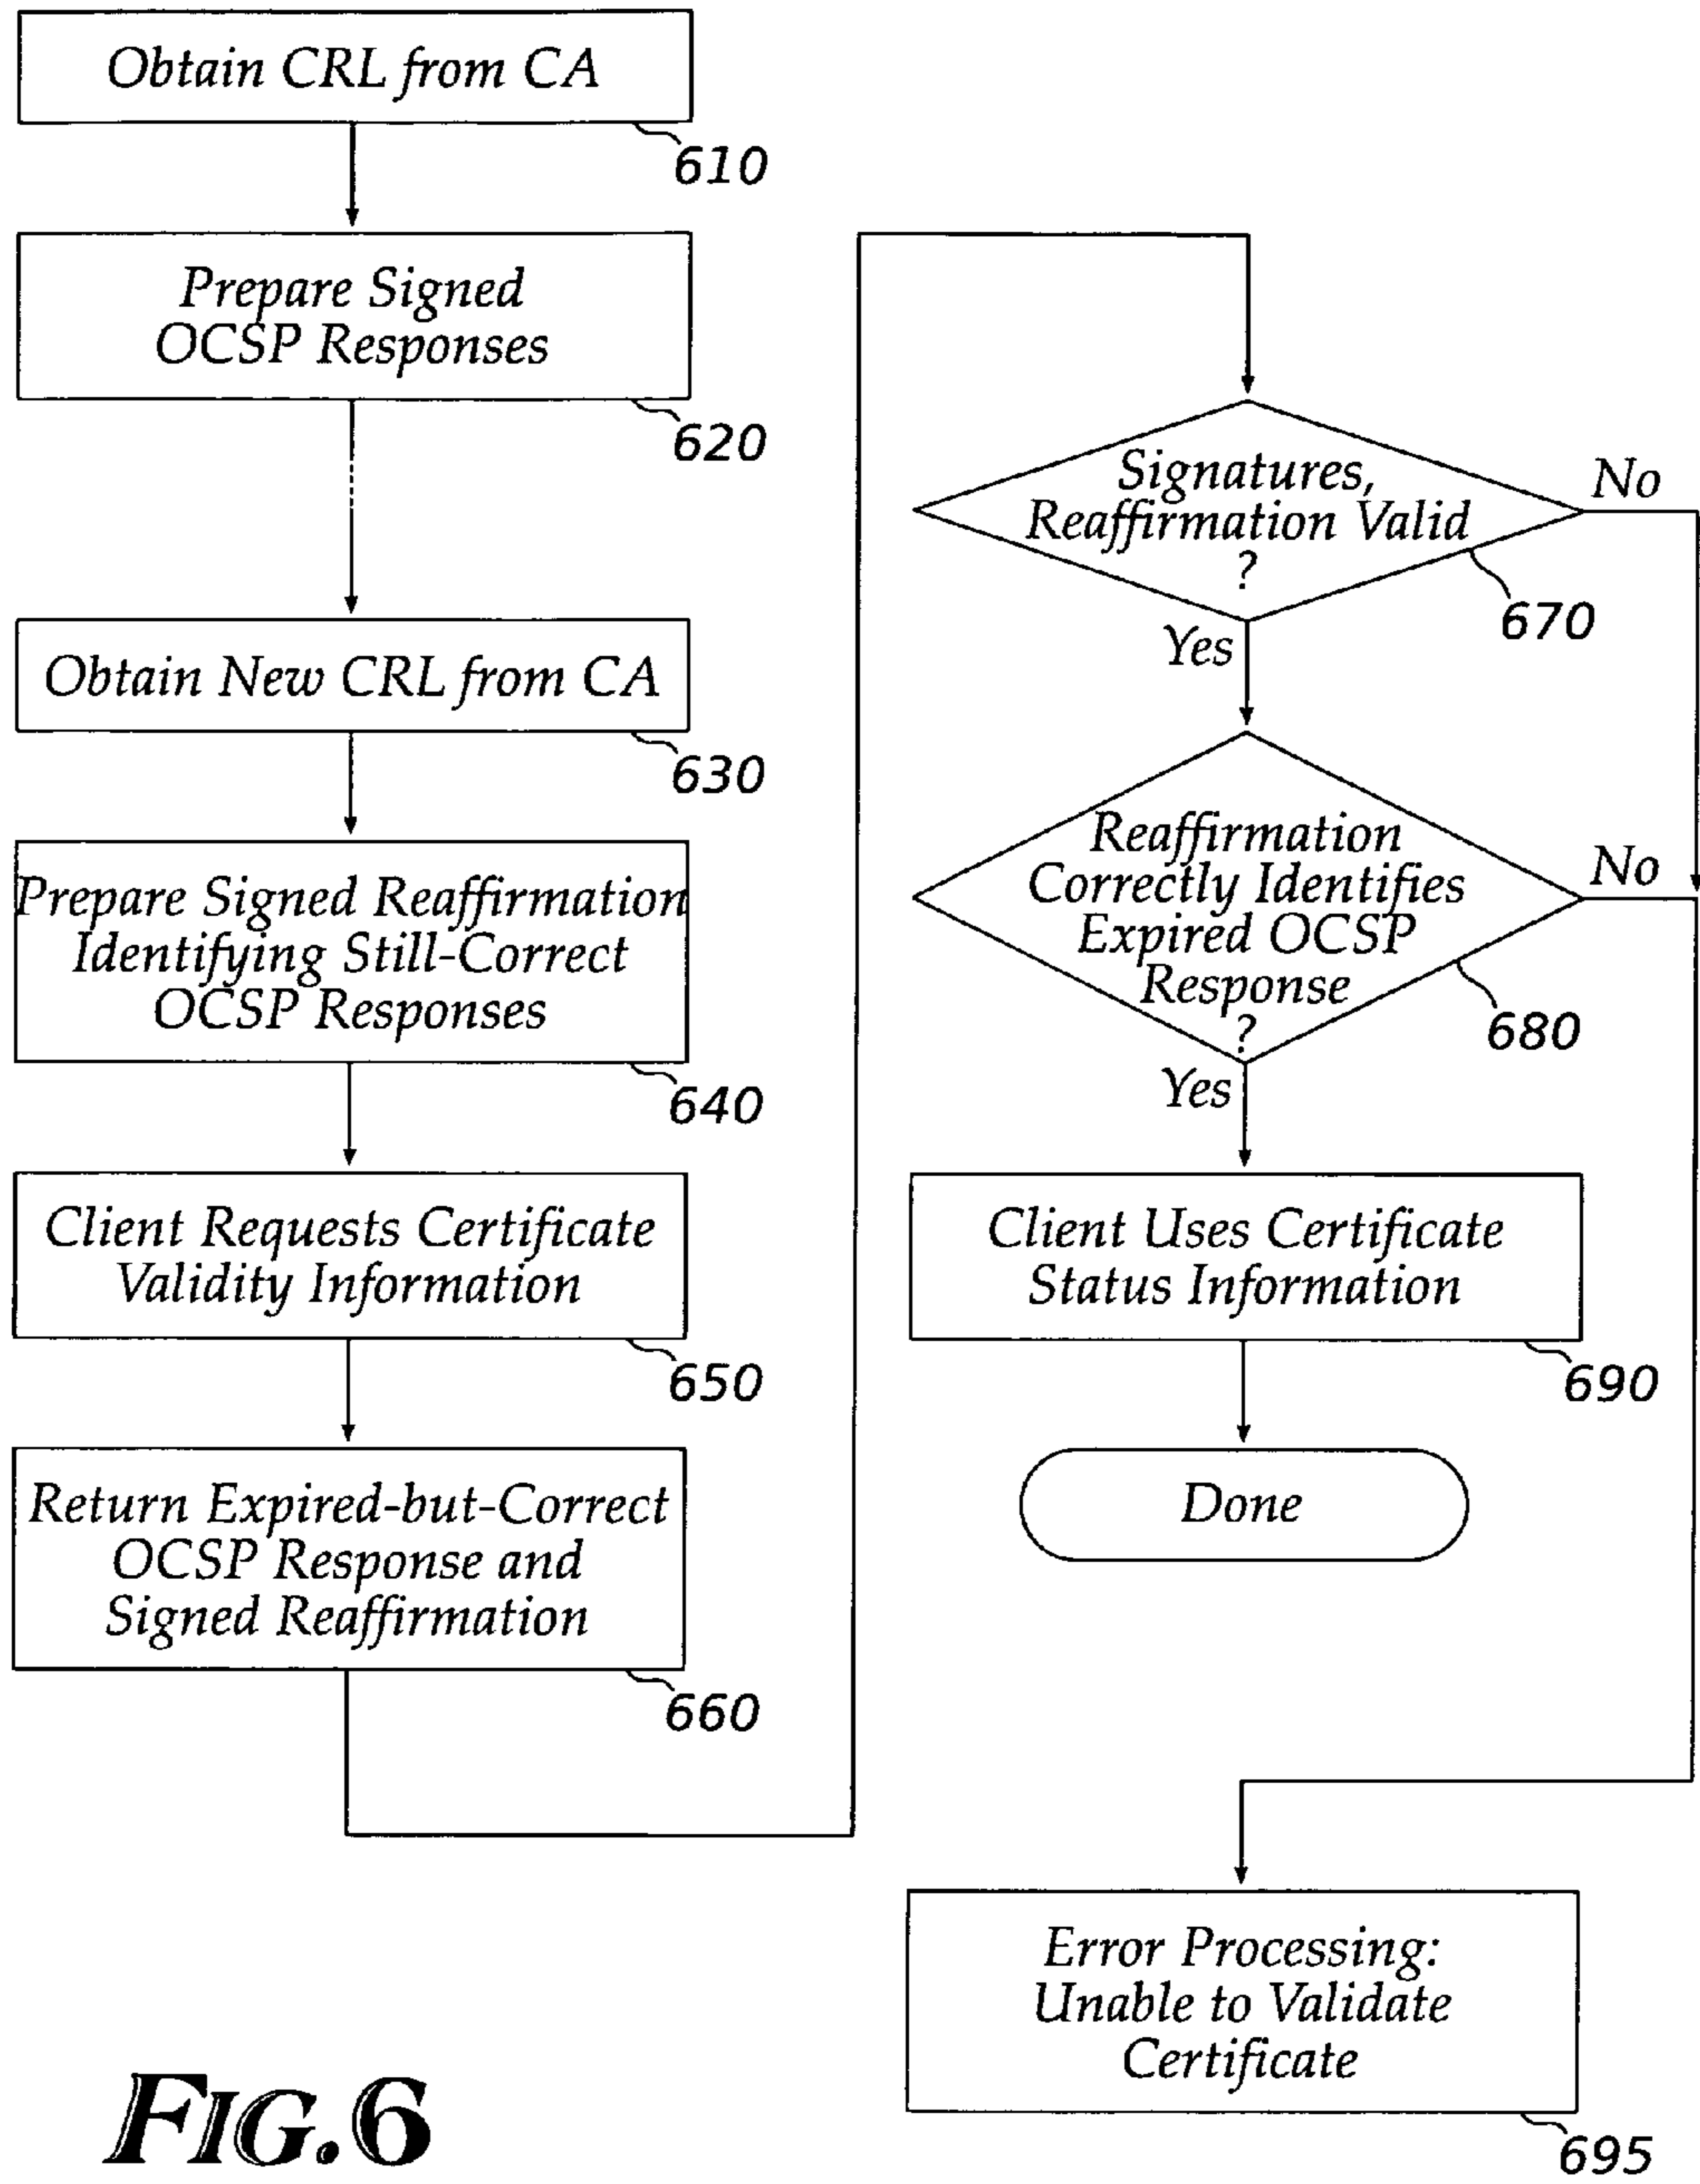 Obtain CRL from CA
610
Prepare Signed
OCSP Responses
620
Obtain New CRL from CA
630
Prepare Signed Reaffirmation
Identifying Still-Correct
OCSP Responses
640
Client Requests Certificate
Validity Information
650
Return Expired-but-Correct
OCSP Response and
Signed Reaffirmation
660
Signatures,
Reaffirmation Valid
?
No
670
Yes
Reaffirmation
Correctly Identifies
Expired OCSP
Response
?
No
680
Yes
Client Uses Certificate
Status Information
690
Done
Error Processing:
Unable to Validate
Certificate
695
FIG.6